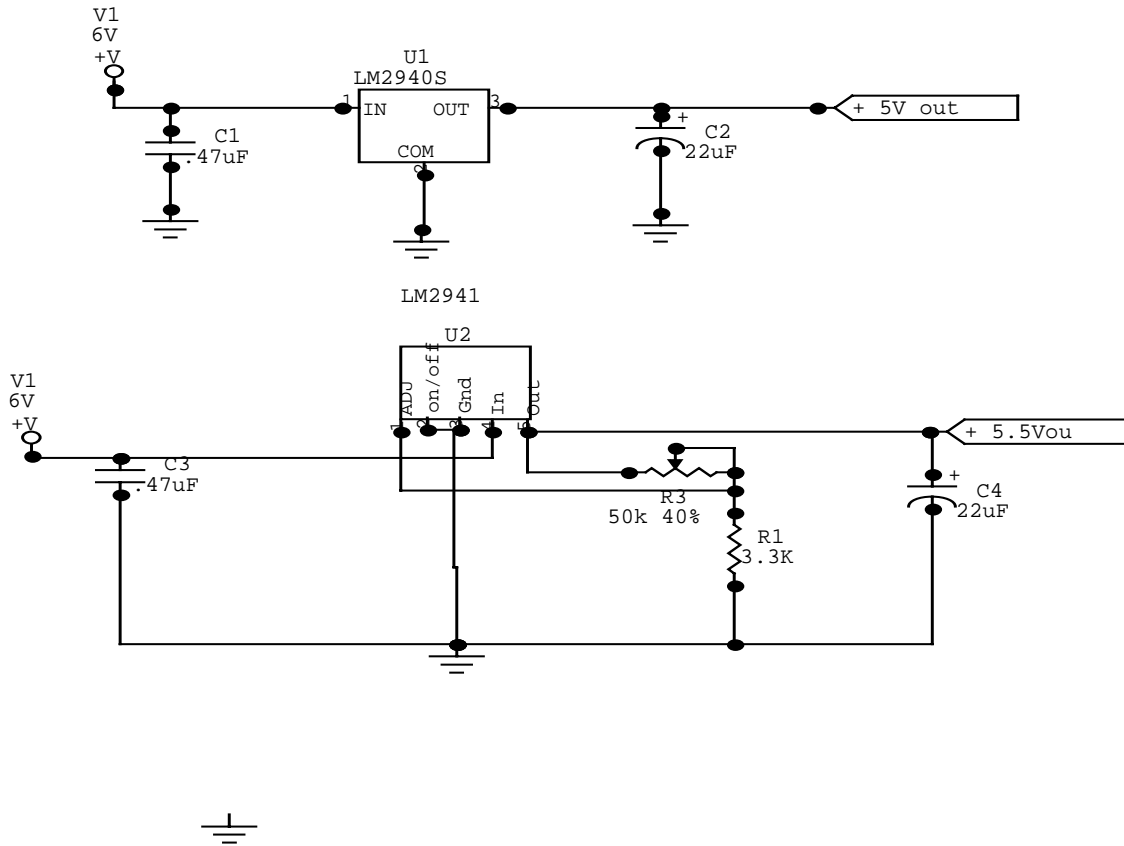 V1
6V
+V
U1
LM2940S
1
IN
OUT
3
COM
2
C1
.47uF
+
C2
22uF
+ 5V out
LM2941
U2
ADJ
on/off
Gnd
In
Out
1
2
3
4
5
V1
6V
+V
C3
.47uF
R3
50k 40%
R1
3.3K
+
C4
22uF
+ 5.5Vou